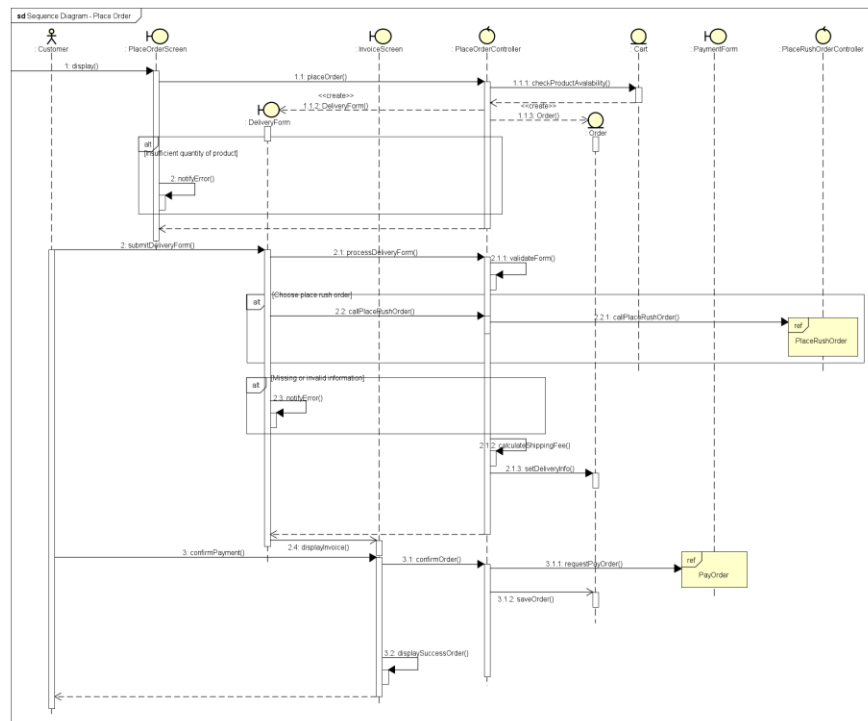 sd Sequence Diagram - Place Order
: Customer
: PlaceOrderScreen
: InvoiceScreen
: PlaceOrderController
: Cart
: PaymentForm
: PlaceRushOrderController
1: display()
1.1: placeOrder()
1.1.1: checkProductAvalability()
<<create>>
1.1.2: DeliveryForm()
<<create>>
1.1.3: Order()
: DeliveryForm
: Order
alt
[Insufficient quantity of product]
2: notifyError()
2: submitDeliveryForm()
2.1: processDeliveryForm()
2.1.1: validateForm()
alt
[Choose place rush order]
2.2: callPlaceRushOrder()
2.2.1: callPlaceRushOrder()
ref
PlaceRushOrder
alt
[Missing or invalid information]
2.3: notifyError()
2.1.2: calculateShippingFee()
2.1.3: setDeliveryInfo()
2.4: displayInvoice()
3: confirmPayment()
3.1: confirmOrder()
3.1.1: requestPayOrder()
ref
PayOrder
3.1.2: saveOrder()
3.2: displaySuccessOrder()